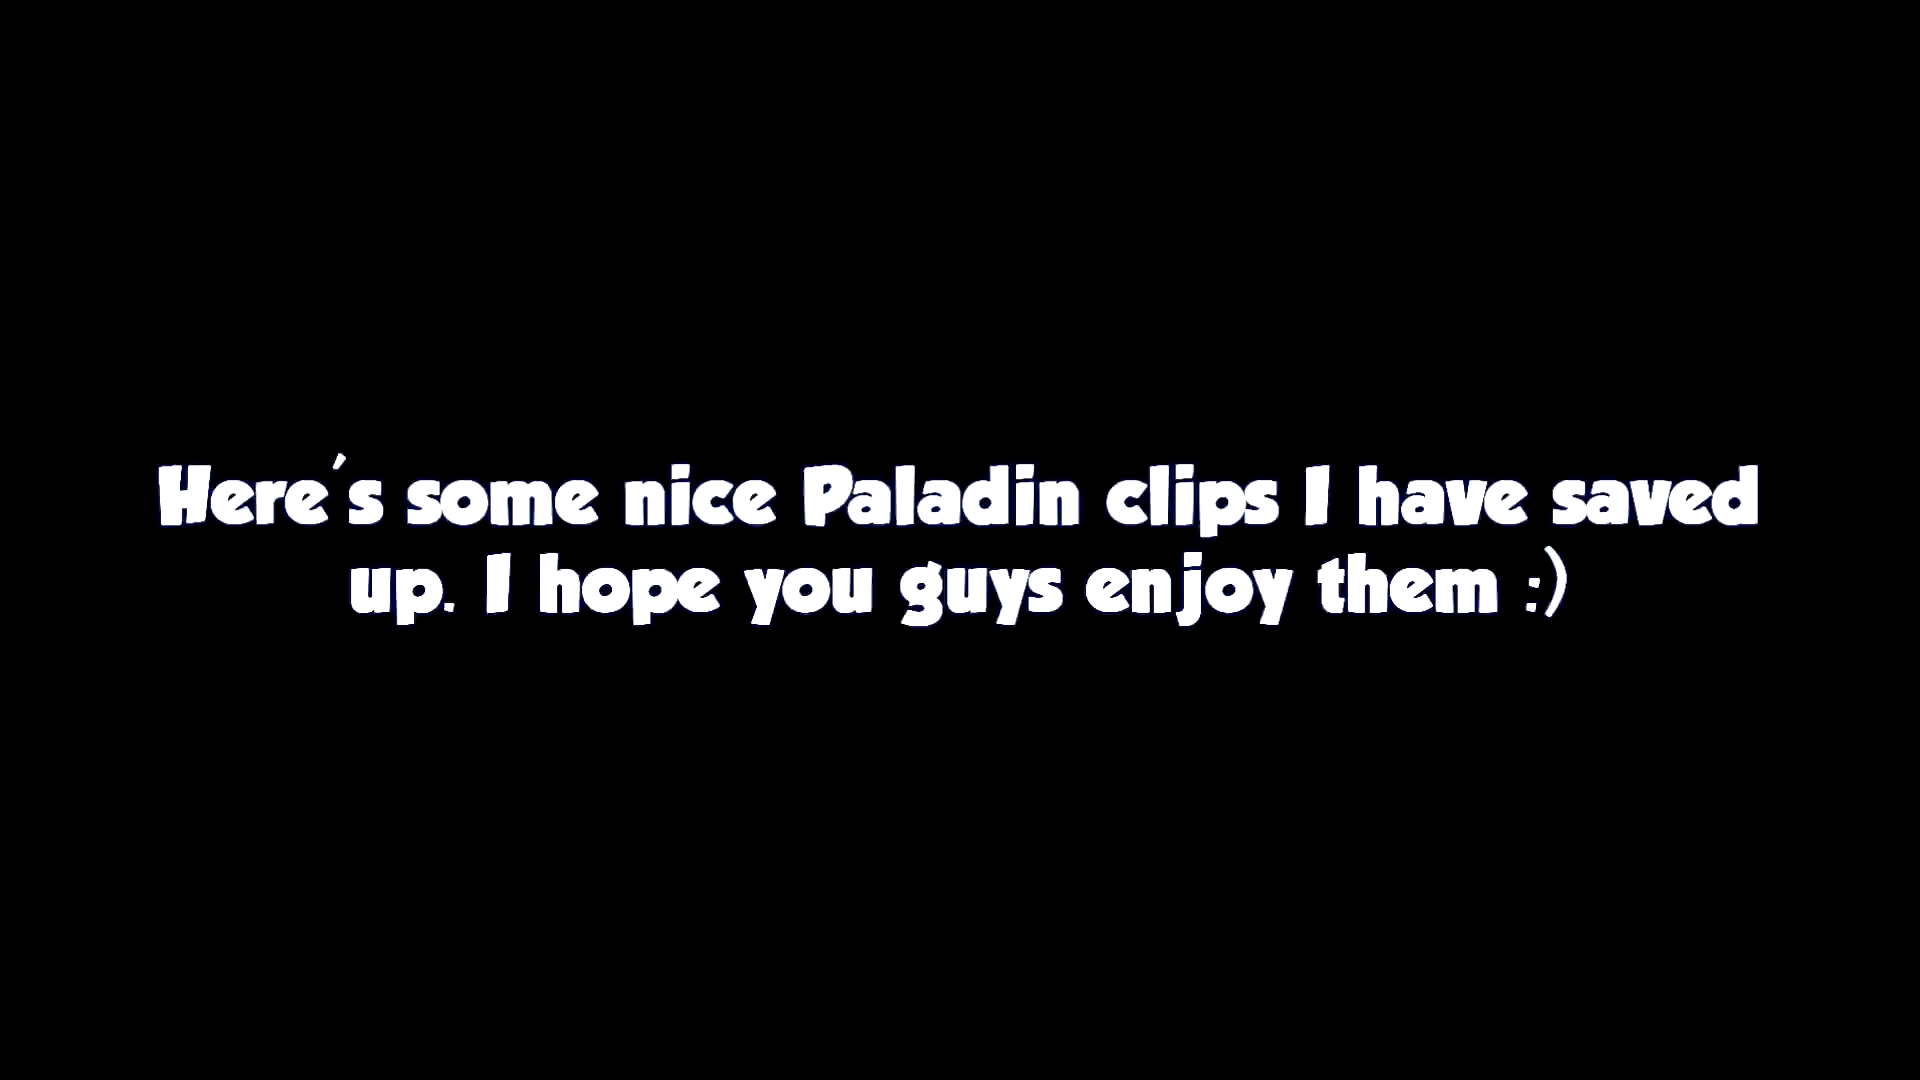 Here's some nice Paladin clips I have saved
up. I hope you guys enjoy them :)